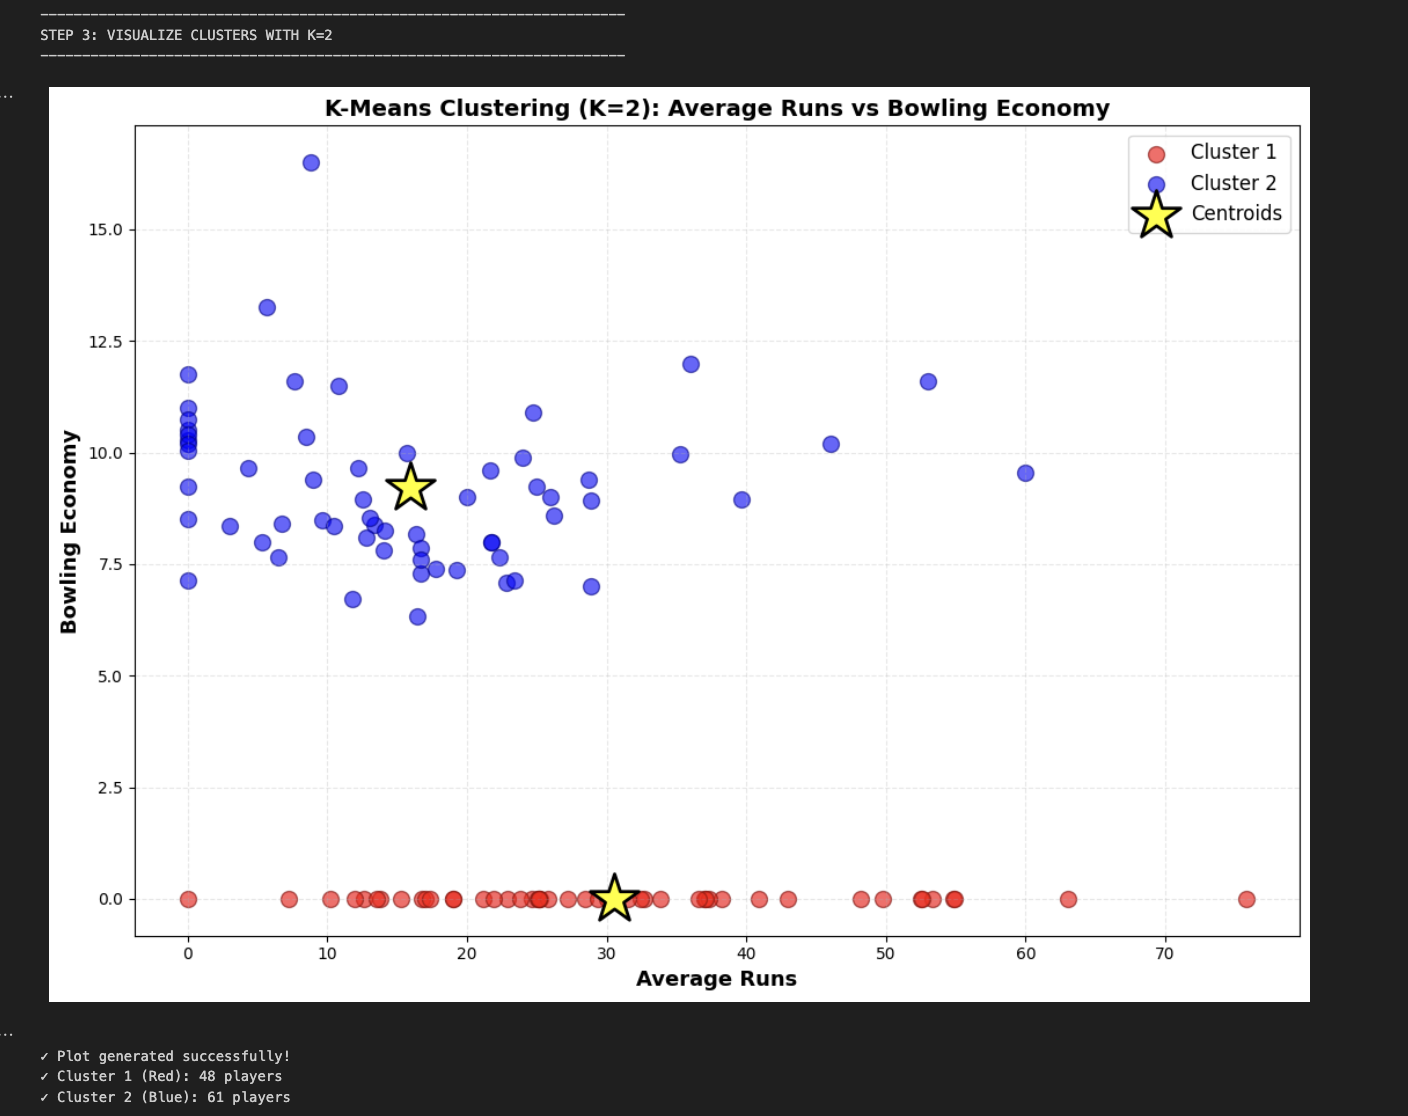 STEP 3: VISUALIZE CLUSTERS WITH K=2
...
K-Means Clustering (K=2): Average Runs vs Bowling Economy
Cluster 1
Cluster 2
Centroids
15.0
12.5
10.0
7.5
5.0
2.5
0.0
Bowling Economy
0 10 20 30 40 50 60 70
Average Runs
...
✓ Plot generated successfully!
✓ Cluster 1 (Red): 48 players
✓ Cluster 2 (Blue): 61 players